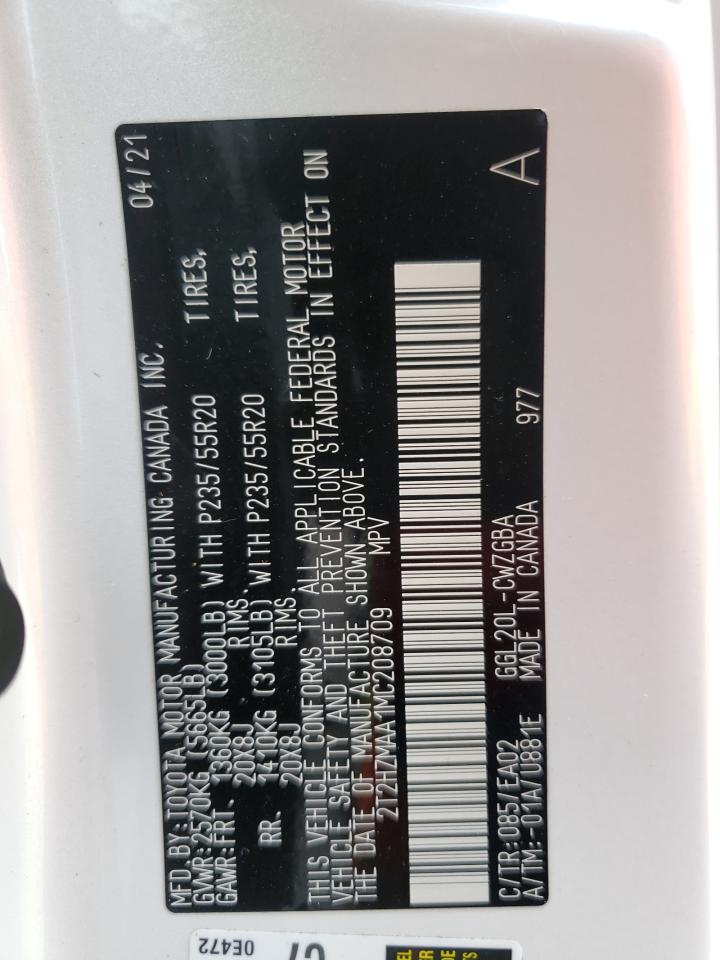 MFD. BY: TOYOTA MOTOR MANUFACTURING CANADA INC. 04/21
GVWR: 2570KG (5665LB)
GAWR: FRT. 1360KG (3000LB) WITH P235/55R20 TIRES,
20X8J RIMS.
RR. 1410KG (3105LB) WITH P235/55R20 TIRES,
20X8J RIMS.
THIS VEHICLE CONFORMS TO ALL APPLICABLE FEDERAL MOTOR
VEHICLE SAFETY AND THEFT PREVENTION STANDARDS IN EFFECT ON
THE DATE OF MANUFACTURE SHOWN ABOVE.
2T2HZMAA1MC208709 MPV
C/TR: 085/EA02 GGL20L-CWZGBA A
A/TM: -01A/U881E MADE IN CANADA 977
0E472